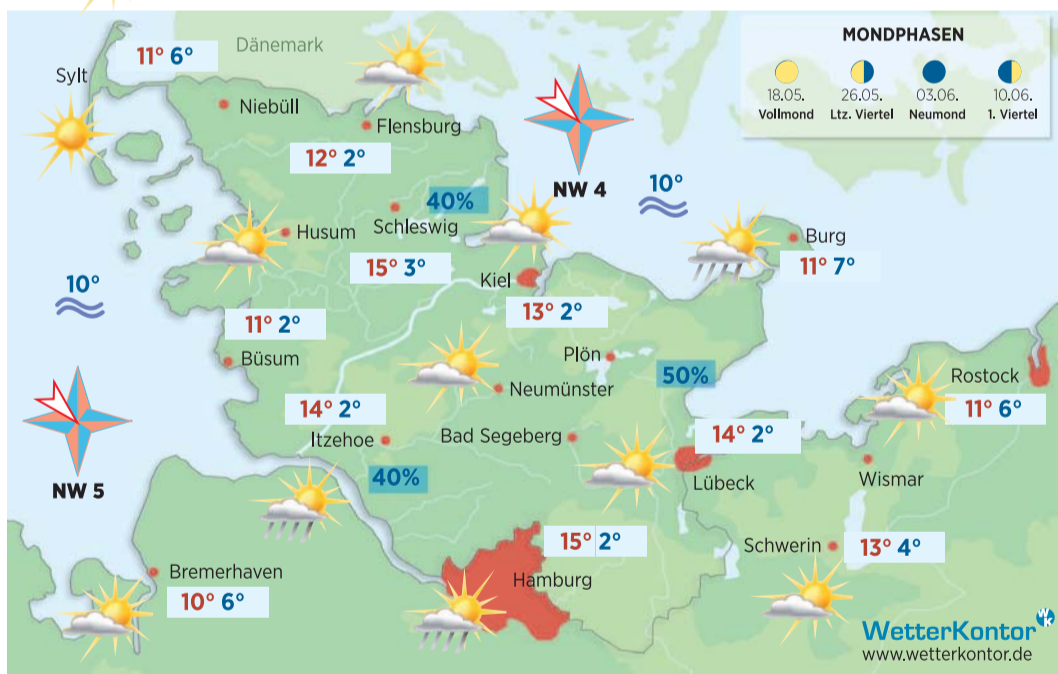 MONDPHASEN
18.05. 26.05. 03.06. 10.06.
Vollmond Ltz. Viertel Neumond 1. Viertel
Dänemark
11° 6°
Sylt
Niebüll
Flensburg
12° 2°
NW 4
10°
40%
Schleswig
Husum
Burg
15° 3°
11° 7°
Kiel
10°
13° 2°
11° 2°
Büsum
Plön
50%
Rostock
Neumünster
14° 2°
11° 6°
Itzehoe
Bad Segeberg
14° 2°
40%
Lübeck
Wismar
NW 5
15° 2°
Schwerin
13° 4°
Bremerhaven
Hamburg
10° 6°
WetterKontor WK
www.wetterkontor.de